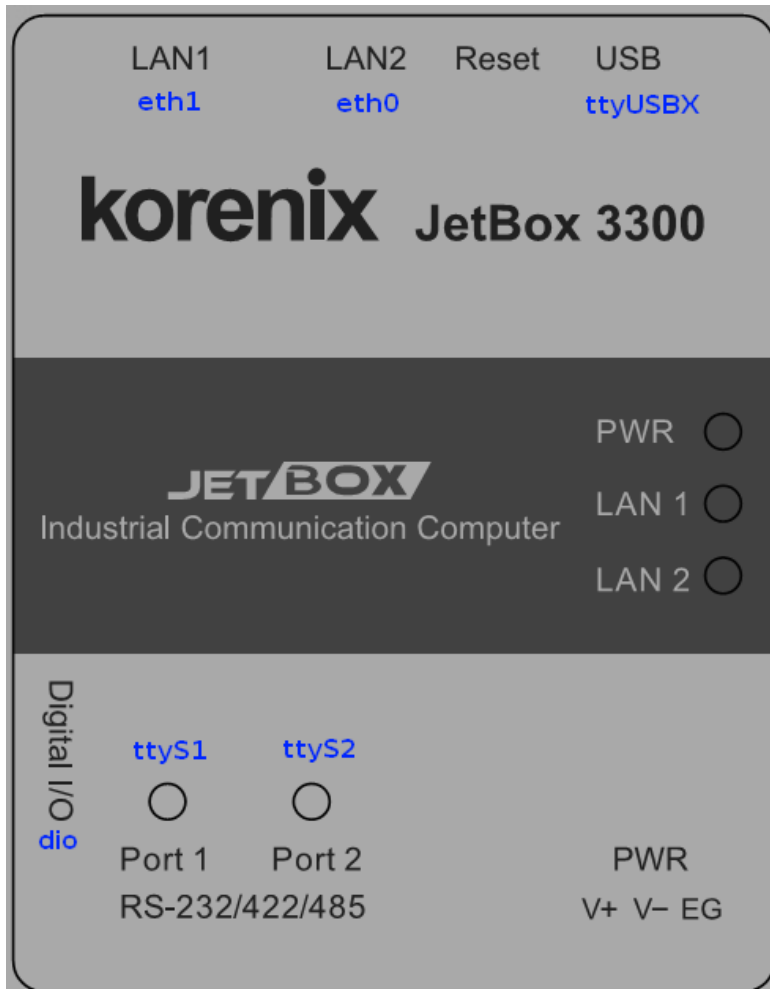 LAN1 LAN2 Reset USB
eth1 eth0 ttyUSBX
korenix JetBox 3300
PWR
JETBOX
LAN 1
Industrial Communication Computer
LAN 2
Digital I/O
dio
ttyS1 ttyS2
Port 1 Port 2
RS-232/422/485
PWR
V+ V− EG